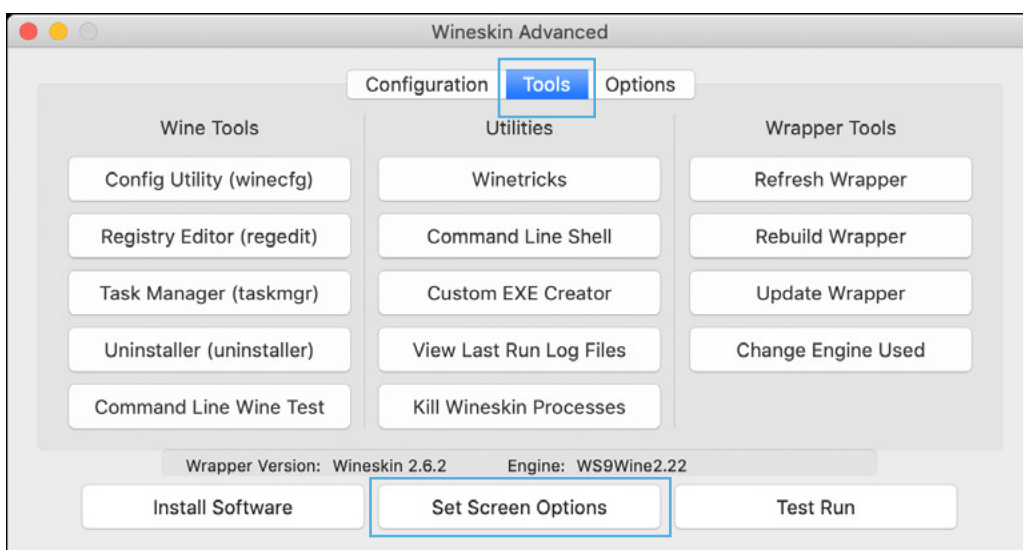 Wineskin Advanced
Configuration Tools Options
Wine Tools Utilities Wrapper Tools
Config Utility (winecfg) Winetricks Refresh Wrapper
Registry Editor (regedit) Command Line Shell Rebuild Wrapper
Task Manager (taskmgr) Custom EXE Creator Update Wrapper
Uninstaller (uninstaller) View Last Run Log Files Change Engine Used
Command Line Wine Test Kill Wineskin Processes
Wrapper Version: Wineskin 2.6.2 Engine: WS9Wine2.22
Install Software Set Screen Options Test Run